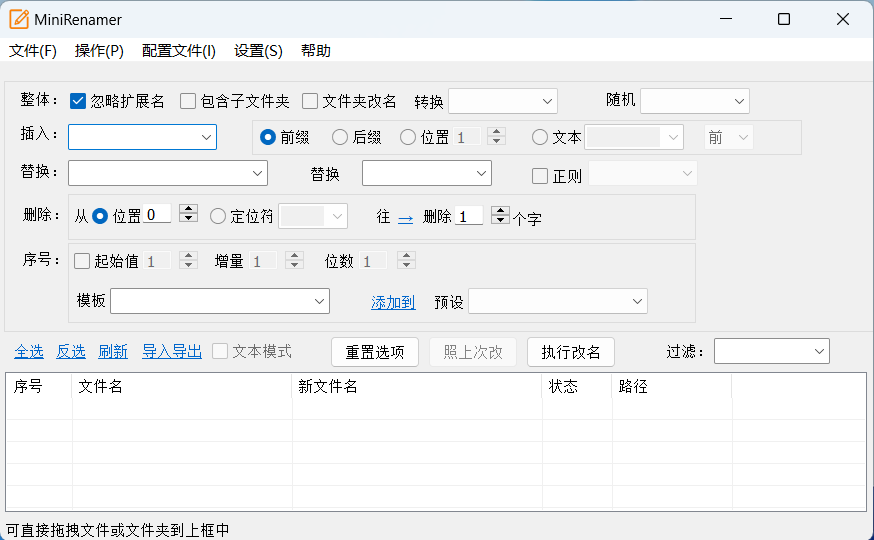 MiniRenamer
文件(F) 操作(P) 配置文件(I) 设置(S) 帮助
整体： 忽略扩展名 包含子文件夹 文件夹改名 转换 随机
插入： 前缀 后缀 位置 1 文本 前
替换： 替换 正则
删除： 从 位置 0 定位符 往 → 删除 1 个字
序号： 起始值 1 增量 1 位数 1
模板 添加到 预设
全选 反选 刷新 导入导出 文本模式 重置选项 照上次改 执行改名 过滤：
序号 文件名 新文件名 状态 路径
可直接拖拽文件或文件夹到上框中